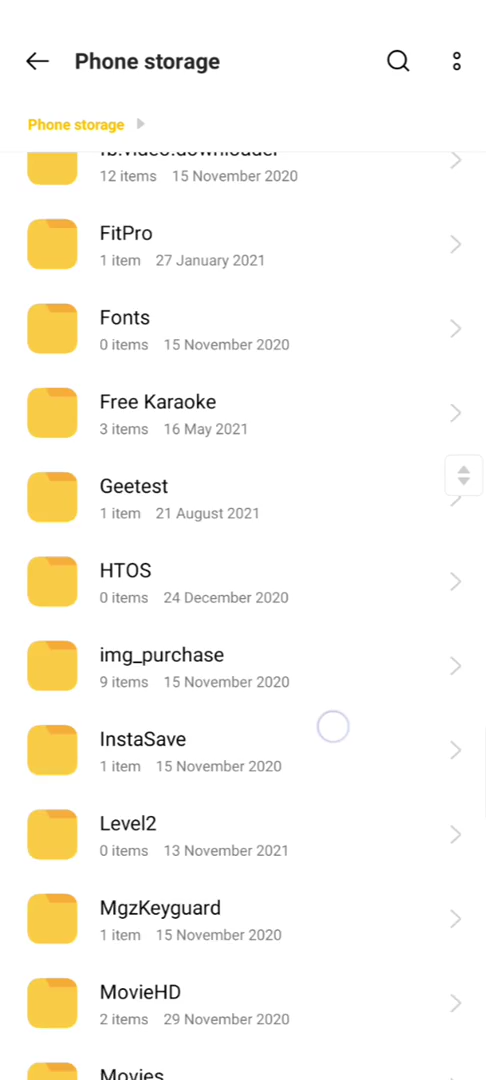 Phone storage
Phone storage
fb.video.downloader
12 items 15 November 2020
FitPro
1 item 27 January 2021
Fonts
0 items 15 November 2020
Free Karaoke
3 items 16 May 2021
Geetest
1 item 21 August 2021
HTOS
0 items 24 December 2020
img_purchase
9 items 15 November 2020
InstaSave
1 item 15 November 2020
Level2
0 items 13 November 2021
MgzKeyguard
1 item 15 November 2020
MovieHD
2 items 29 November 2020
Movies